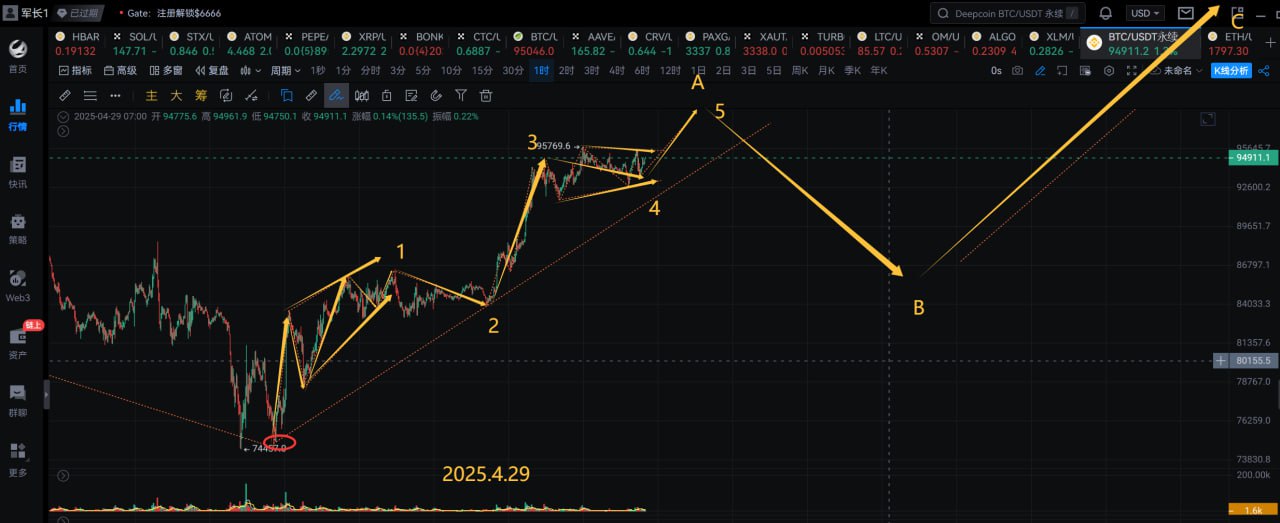 军长1 已过期 Gate：注册解锁$6666 Deepcoin BTC/USDT 永续 / USD
HBAR SOL/U STX/U ATOM PEPE/ XRP/U BONK CTC/U BTC/U AAVE/ CRV/U PAXG/ XAUT. TURB LTC/U OM/U ALGO XLM/U BTC/USDT永续 ETH/U
0.19132 147.71 0.846 0. 4.468 2.0 0.0{5}89 2.2972 2 0.0{4}20 0.6887 95046.0 165.82 0.644 -1 3337 0.8 3338.0 0 0.00505 85.57 0.2 0.5307 0.2309 4 0.2826 94911.2 1797.30
指标 高级 多窗 复盘 周期 1秒 1分 3分 5分 10分 15分 30分 1时 2时 3时 4时 6时 12时 1日 2日 3日 5日 周K 月K 季K 年K 0s 未命名 K线分析
主 大 筹
2025-04-29 07:00 开 94775.6 高 94961.9 低 94750.1 收 94911.1 涨幅 0.14%(135.5) 振幅 0.22%
首页
行情
快讯
策略
Web3
链上
资产
群聊
更多
C
A
5
3
95769.6
4
1
2
B
74457.0
2025.4.29
95645.7
94911.1
92600.2
89651.7
86797.1
84033.3
81357.6
80155.5
78767.0
76259.0
73830.8
200.00k
1.6k